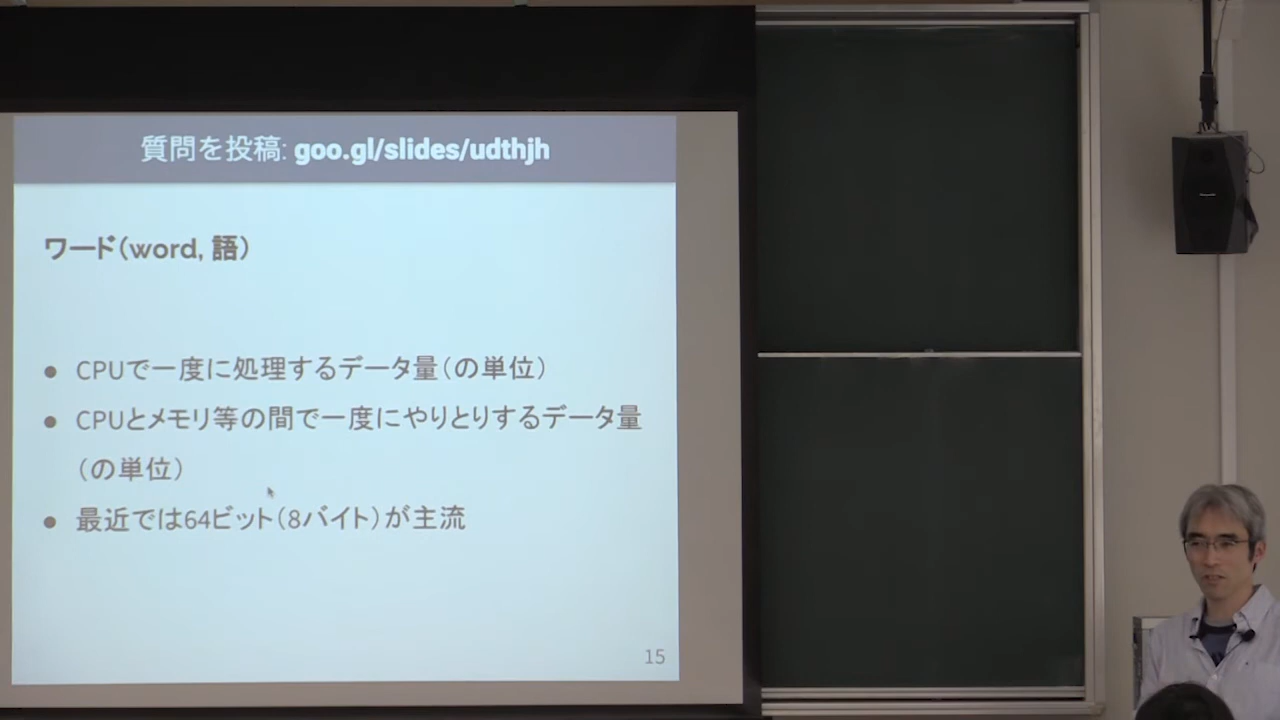 質問を投稿: goo.gl/slides/udthjh
ワード(word, 語)
● CPUで一度に処理するデータ量(の単位)
● CPUとメモリ等の間で一度にやりとりするデータ量
(の単位)
● 最近では64ビット(8バイト)が主流
15